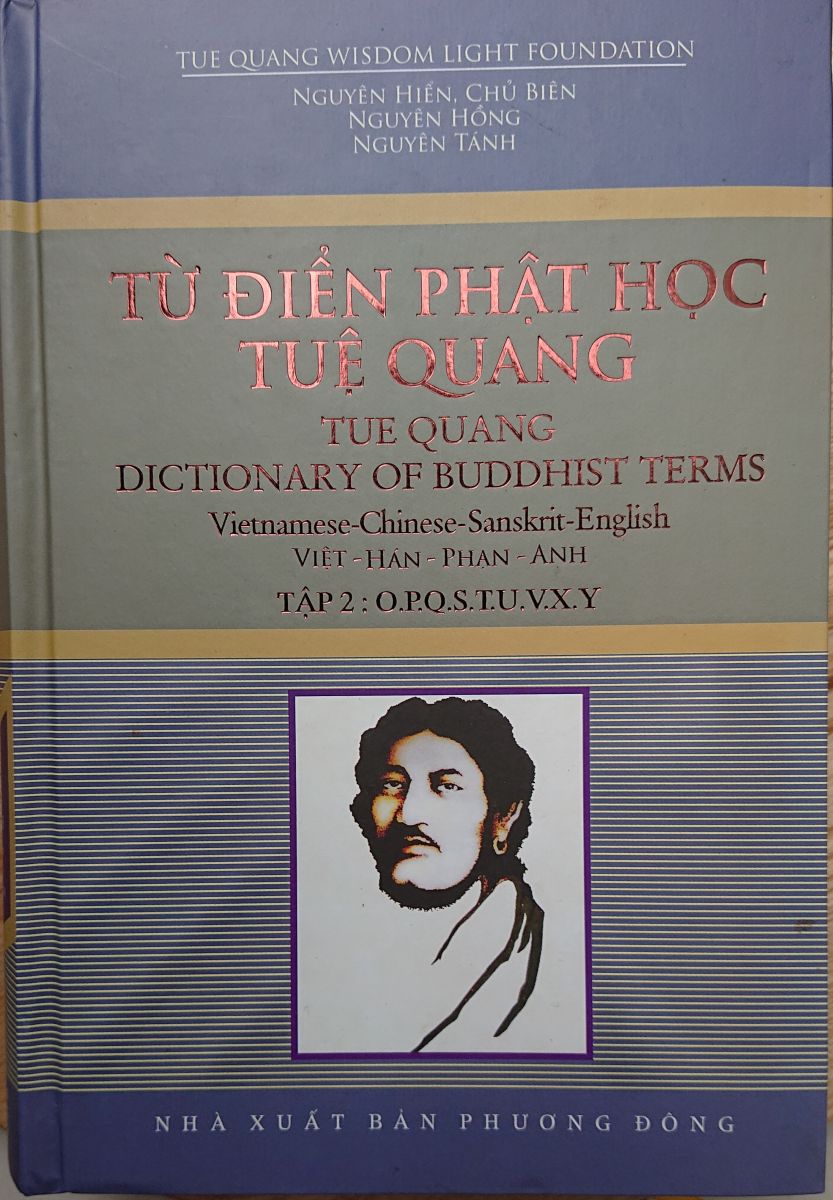 TUE QUANG WISDOM LIGHT FOUNDATION
NGUYÊN HIỂN, CHỦ BIÊN
NGUYÊN HỒNG
NGUYÊN TÁNH
TỪ ĐIỂN PHẬT HỌC
TUỆ QUANG
TUE QUANG
DICTIONARY OF BUDDHIST TERMS
Vietnamese-Chinese-Sanskrit-English
VIỆT - HÁN - PHẠN - ANH
TẬP 2 : O.P.Q.S.T.U.V.X.Y
NHÀ XUẤT BẢN PHƯƠNG ĐÔNG